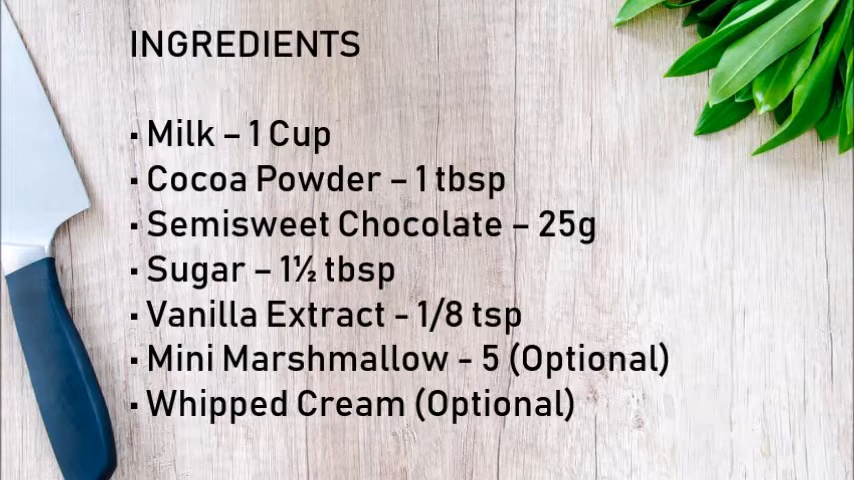 INGREDIENTS
▪ Milk – 1 Cup
▪ Cocoa Powder – 1 tbsp
▪ Semisweet Chocolate – 25g
▪ Sugar – 1½ tbsp
▪ Vanilla Extract - 1/8 tsp
▪ Mini Marshmallow - 5 (Optional)
▪ Whipped Cream (Optional)